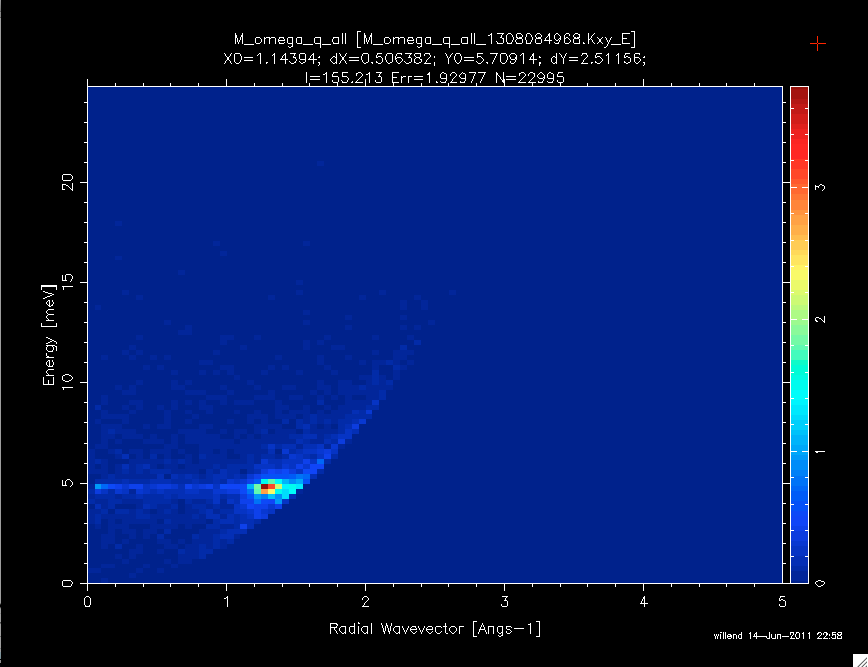 M_omega_q_all [M_omega_q_all_1308084968.Kxy_E]
X0=1.14394; dX=0.506382; Y0=5.70914; dY=2.51156;
I=155.213 Err=1.92977 N=22995
20
15
10
5
0
Energy [meV]
3
2
1
0
0 1 2 3 4 5
Radial Wavevector [Angs-1]
willend 14-Jun-2011 22:58